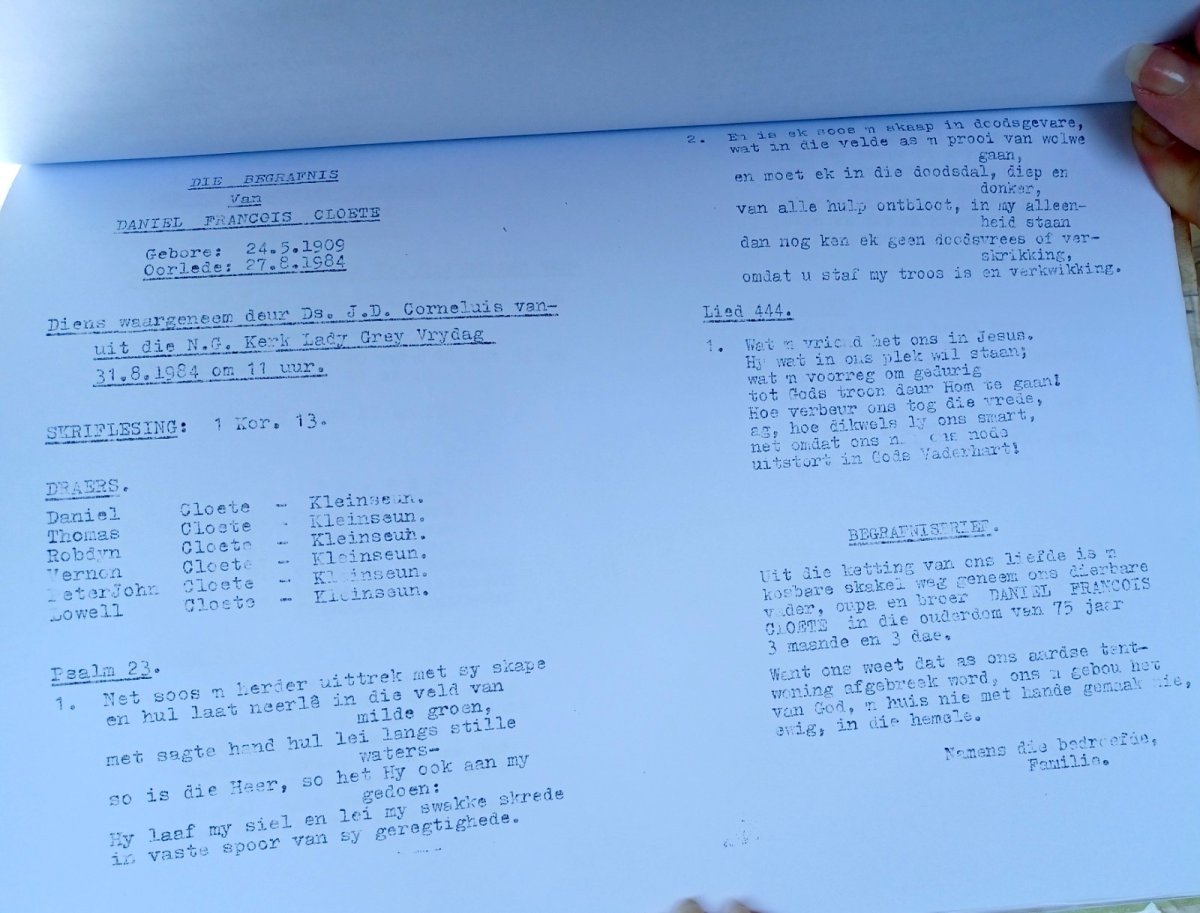 DIE BEGRAFNIS
Van
DANIEL FRANCOIS CLOETE
Gebore: 24.5.1909
Oorlede: 27.8.1984
Diens waargeneem deur Ds. J.D. Corneluis van-
uit die N.G. Kerk Lady Grey Vrydag
31.8.1984 om 11 uur.
SKRIFLESING: 1 Kor. 13.
DRAERS.
Daniel Cloete - Kleinseun.
Thomas Cloete - Kleinseun.
Robdyn Cloete - Kleinseun.
Vernon Cloete - Kleinseun.
PeterJohn Cloete - Kleinseun.
Lowell Cloete - Kleinseun.
Psalm 23.
1. Net soos 'n herder uittrek met sy skape
en hul laat neerlê in die veld van
milde groen,
met sagte hand hul lei langs stille
waters-
so is die Heer, so het Hy ook aan my
gedoen:
Hy laaf my siel en lei my swakke skrede
in vaste spoor van sy geregtighede.
2. En is ek soos 'n skaap in doodsgevare,
wat in die velde as 'n prooi van wolwe
gaan,
en moet ek in die doodsdal, diep en
donker,
van alle hulp ontbloot, in my alleen-
heid staan
dan nog ken ek geen doodsvrees of ver-
skrikking,
omdat u staf my troos is en verkwikking.
Lied 444.
1. Wat 'n vriend het ons in Jesus.
Hy wat in ons plek wil staan;
wat 'n voorreg om gedurig
tot Gods troon deur Hom te gaan!
Hoe verbeur ons tog die vrede,
ag, hoe dikwels ly ons smart,
net omdat ons ons node
uitstort in Gods Vaderhart!
BEGRAFNISBRIEF.
Uit die ketting van ons liefde is 'n
kosbare skakel weg geneem ons dierbare
vader, oupa en broer DANIEL FRANCOIS
CLOETE in die ouderdom van 75 jaar
3 maande en 3 dae.
Want ons weet dat as ons aardse tent-
woning afgebreek word, ons 'n gebou het
van God, 'n huis nie met hande gemaak nie,
ewig, in die hemele.
Namens die bedroefde,
Familie.